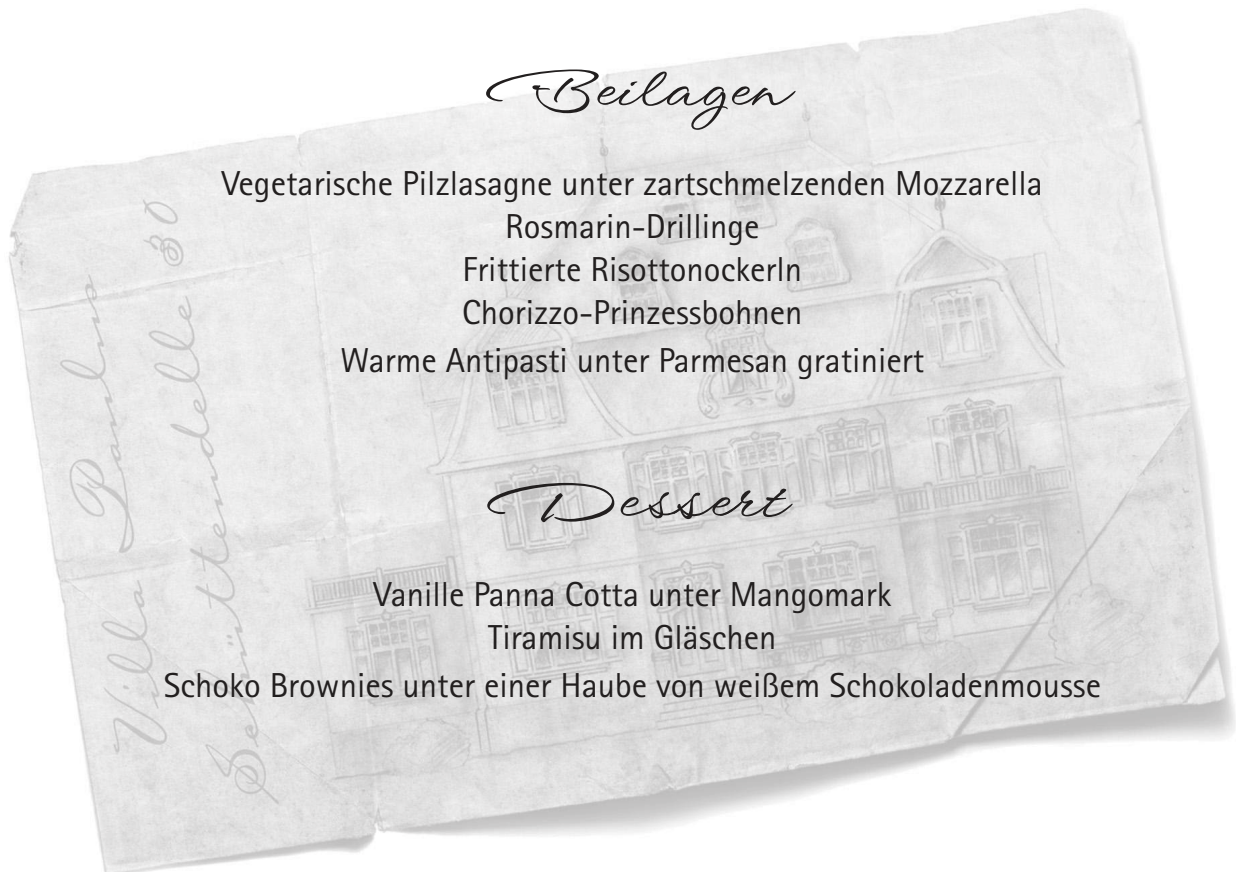 Beilagen
Vegetarische Pilzlasagne unter zartschmelzenden Mozzarella
Rosmarin-Drillinge
Frittierte Risottonockerln
Chorizzo-Prinzessbohnen
Warme Antipasti unter Parmesan gratiniert
Dessert
Vanille Panna Cotta unter Mangomark
Tiramisu im Gläschen
Schoko Brownies unter einer Haube von weißem Schokoladenmousse
Villa